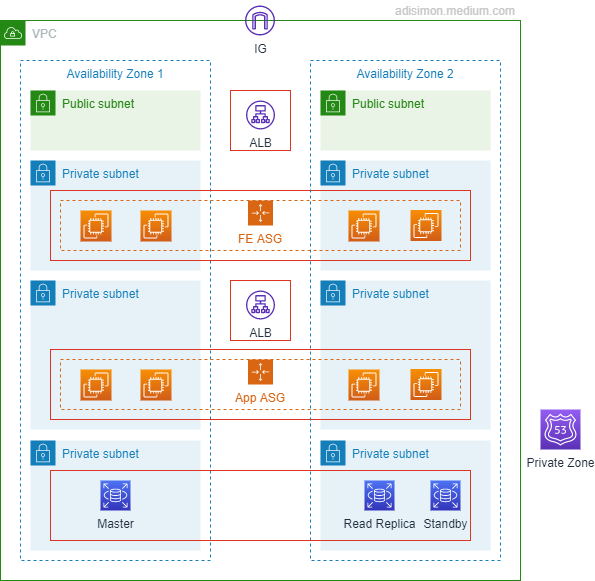 adisimon.medium.com
VPC
IG
Availability Zone 1
Availability Zone 2
Public subnet
Public subnet
ALB
Private subnet
Private subnet
FE ASG
Private subnet
Private subnet
ALB
App ASG
53
Private Zone
Private subnet
Private subnet
Master
Read Replica
Standby